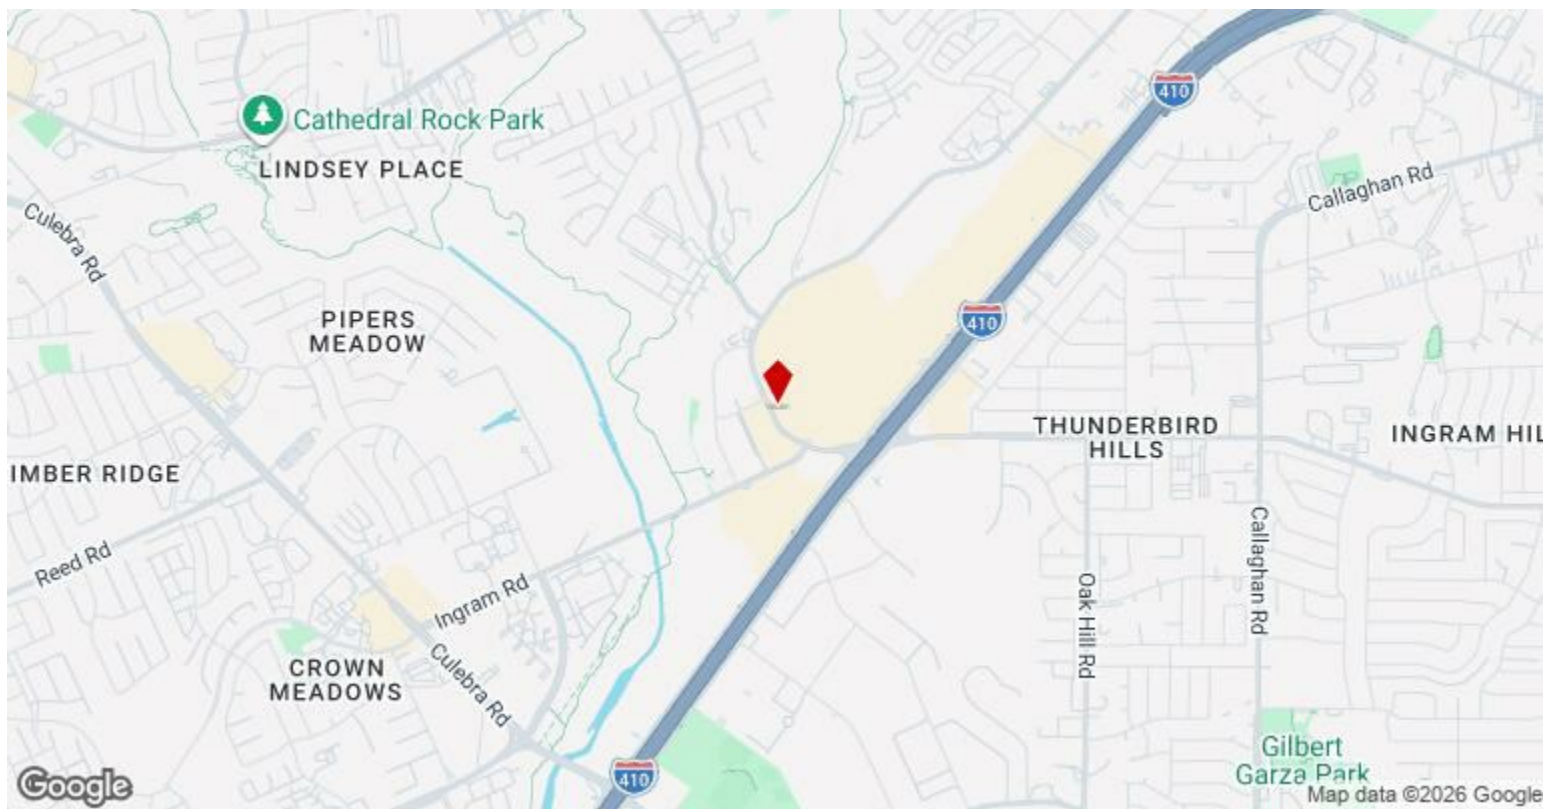 410
Cathedral Rock Park
LINDSEY PLACE
Callaghan Rd
Culebra Rd
PIPERS
MEADOW
410
THUNDERBIRD
HILLS
INGRAM HIL
IMBER RIDGE
Reed Rd
Ingram Rd
Oak Hill Rd
Callaghan Rd
CROWN
MEADOWS
Culebra Rd
Gilbert
Garza Park
410
Google
Map data ©2026 Google